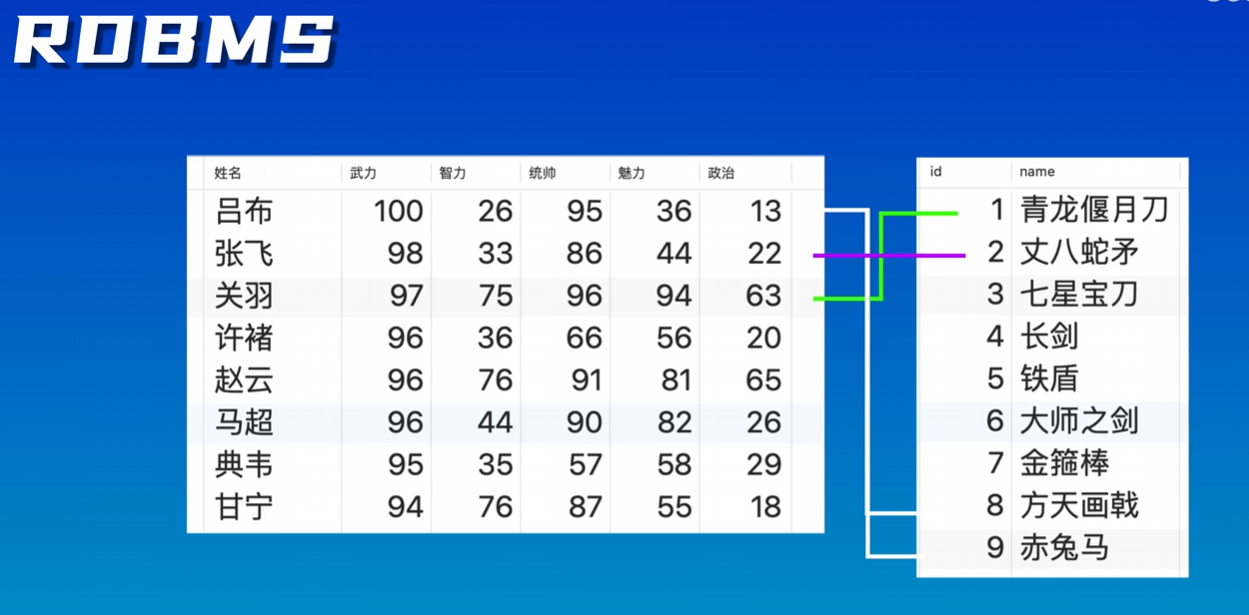 RDBMS
姓名 武力 智力 统帅 魅力 政治
吕布 100 26 95 36 13
张飞 98 33 86 44 22
关羽 97 75 96 94 63
许褚 96 36 66 56 20
赵云 96 76 91 81 65
马超 96 44 90 82 26
典韦 95 35 57 58 29
甘宁 94 76 87 55 18
id name
1 青龙偃月刀
2 丈八蛇矛
3 七星宝刀
4 长剑
5 铁盾
6 大师之剑
7 金箍棒
8 方天画戟
9 赤兔马